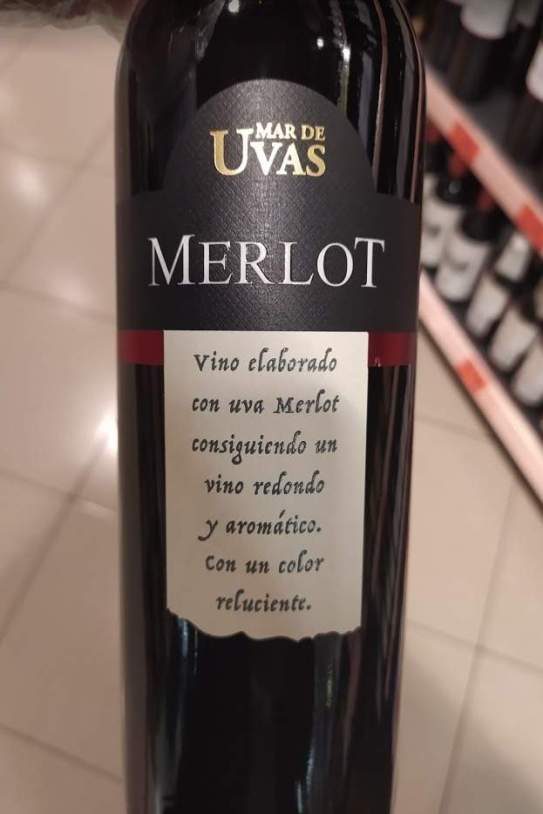 MAR DE
UVAS
MERLOT
Vino elaborado
con uva Merlot
consiguiendo un
vino redondo
y aromático.
Con un color
reluciente.